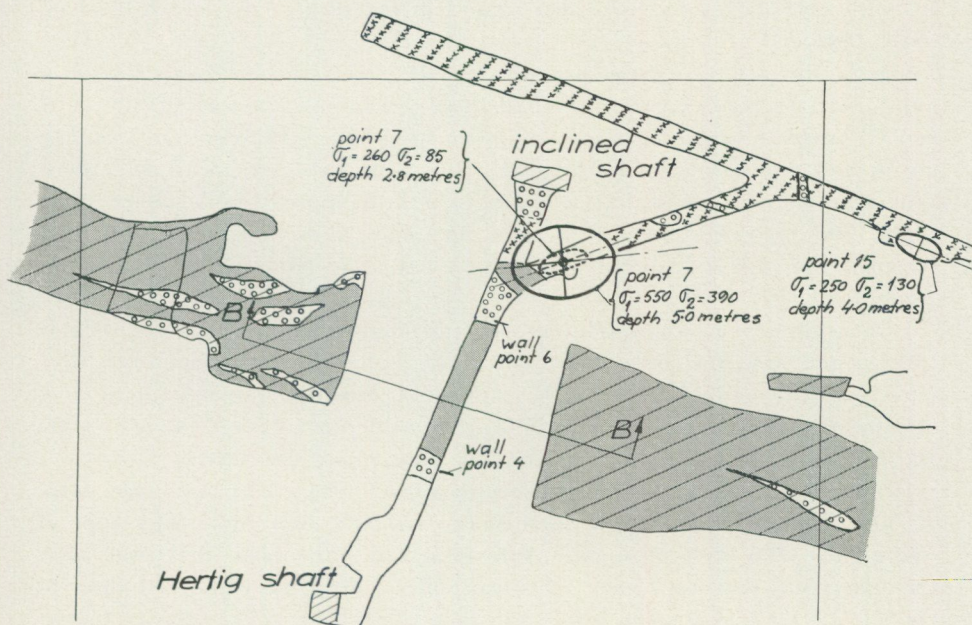 point 7
σ₁=260 σ₂=85
depth 2·8 metres
inclined
shaft
point 7
σ₁=550 σ₂=390
depth 5·0 metres
point 15
σ₁=250 σ₂=130
depth 4·0 metres
B
wall
point 6
B
wall
point 4
Hertig shaft